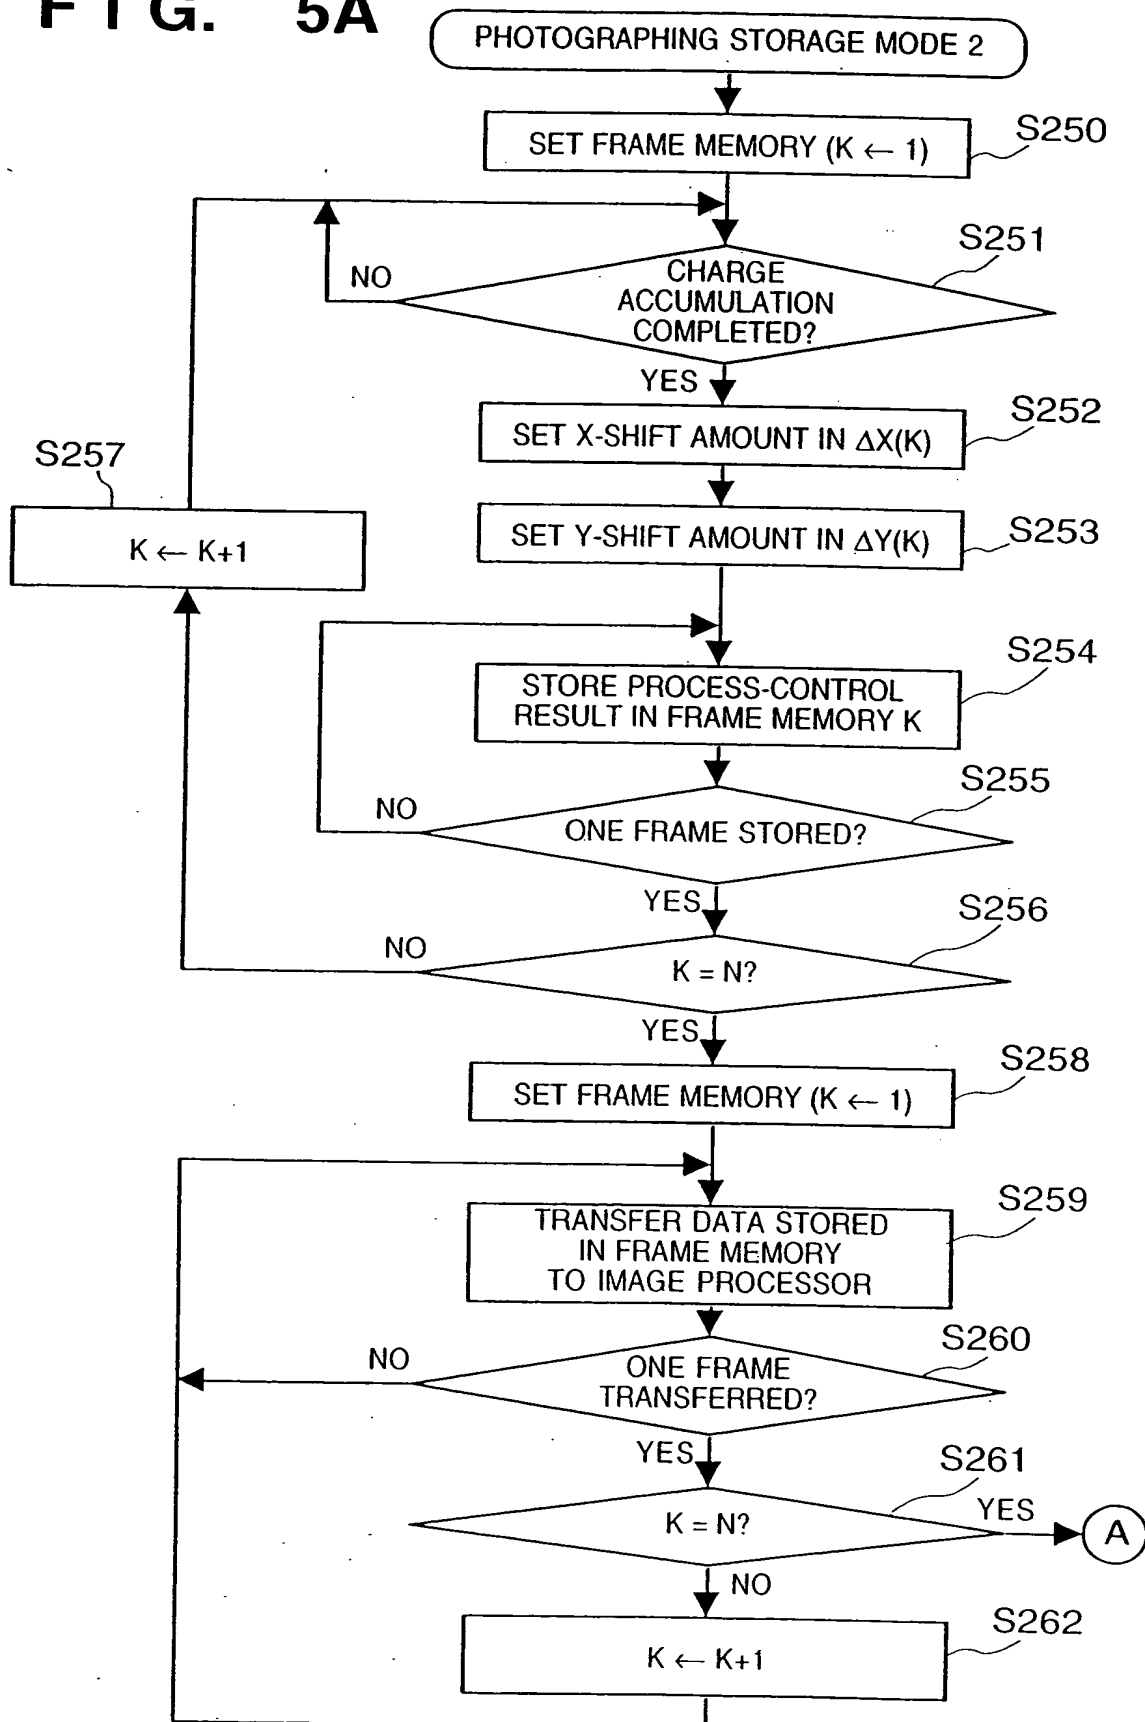 FIG. 5A
PHOTOGRAPHING STORAGE MODE 2
SET FRAME MEMORY (K ← 1)
S250
S251
CHARGE
ACCUMULATION
COMPLETED?
NO
YES
S252
SET X-SHIFT AMOUNT IN ΔX(K)
S257
K ← K+1
S253
SET Y-SHIFT AMOUNT IN ΔY(K)
S254
STORE PROCESS-CONTROL
RESULT IN FRAME MEMORY K
S255
NO
ONE FRAME STORED?
YES
S256
NO
K = N?
YES
S258
SET FRAME MEMORY (K ← 1)
S259
TRANSFER DATA STORED
IN FRAME MEMORY
TO IMAGE PROCESSOR
S260
NO
ONE FRAME
TRANSFERRED?
YES
S261
K = N?
YES
A
NO
S262
K ← K+1